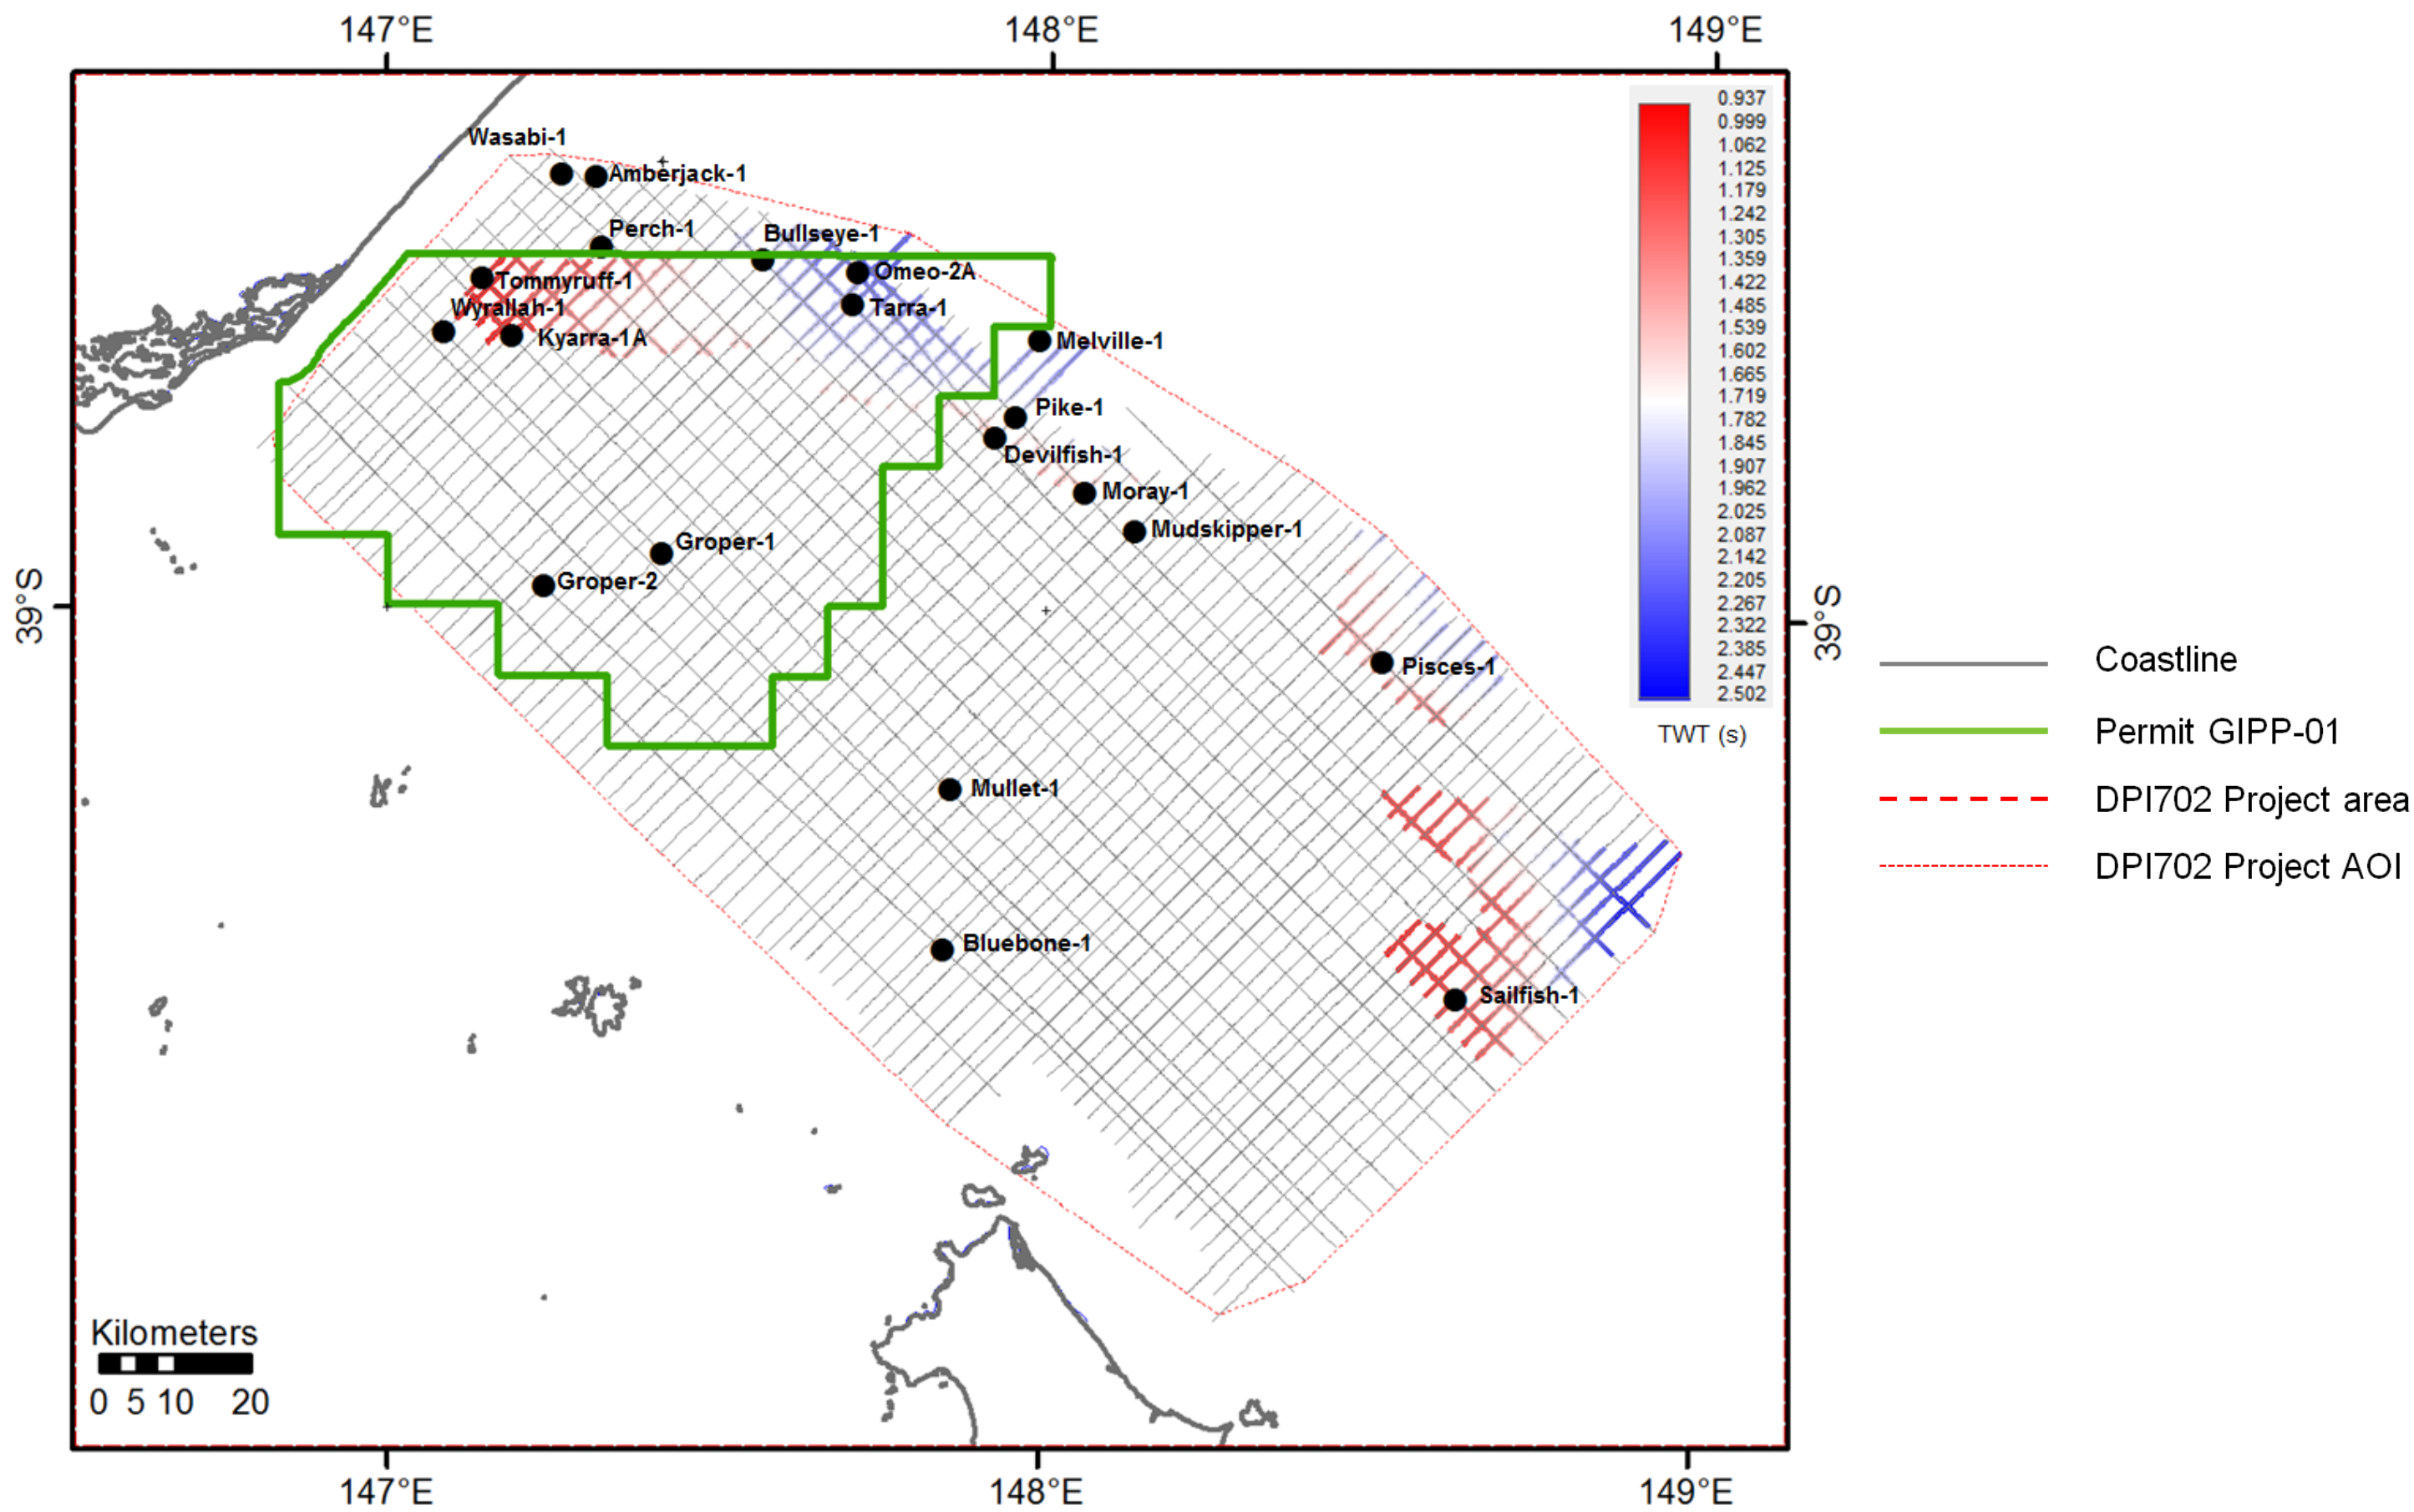 147°E
148°E
149°E
0.937
0.999
1.062
1.125
1.179
1.242
1.305
1.359
1.422
1.485
1.539
1.602
1.665
1.719
1.782
1.845
1.907
1.962
2.025
2.087
2.142
2.205
2.267
2.322
2.385
2.447
2.502
TWT (s)
Wasabi-1
Amberjack-1
Perch-1
Bullseye-1
Omeo-2A
Tommyruff-1
Tarra-1
Wyrallah-1
Kyarra-1A
Melville-1
Pike-1
Devilfish-1
Moray-1
Mudskipper-1
Groper-1
Groper-2
39°S
39°S
Pisces-1
Mullet-1
Bluebone-1
Sailfish-1
Coastline
Permit GIPP-01
DPI702 Project area
DPI702 Project AOI
Kilometers
0 5 10 20
147°E
148°E
149°E